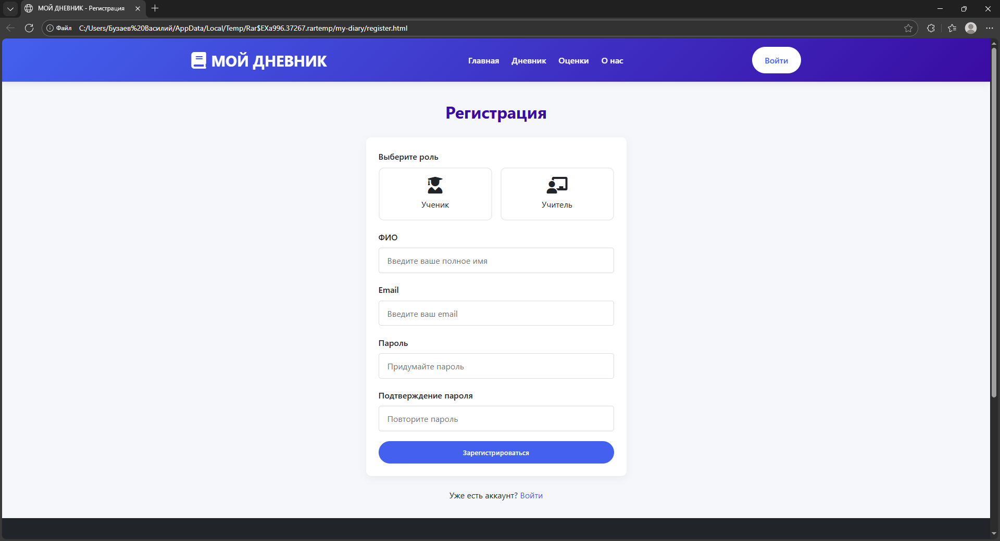 МОЙ ДНЕВНИК - Регистрация
Файл C:/Users/Бузаев%20Василий/AppData/Local/Temp/Rar$EXa996.37267.rartemp/my-diary/register.html
МОЙ ДНЕВНИК
Главная Дневник Оценки О нас
Войти
Регистрация
Выберите роль
Ученик
Учитель
ФИО
Введите ваше полное имя
Email
Введите ваш email
Пароль
Придумайте пароль
Подтверждение пароля
Повторите пароль
Зарегистрироваться
Уже есть аккаунт? Войти